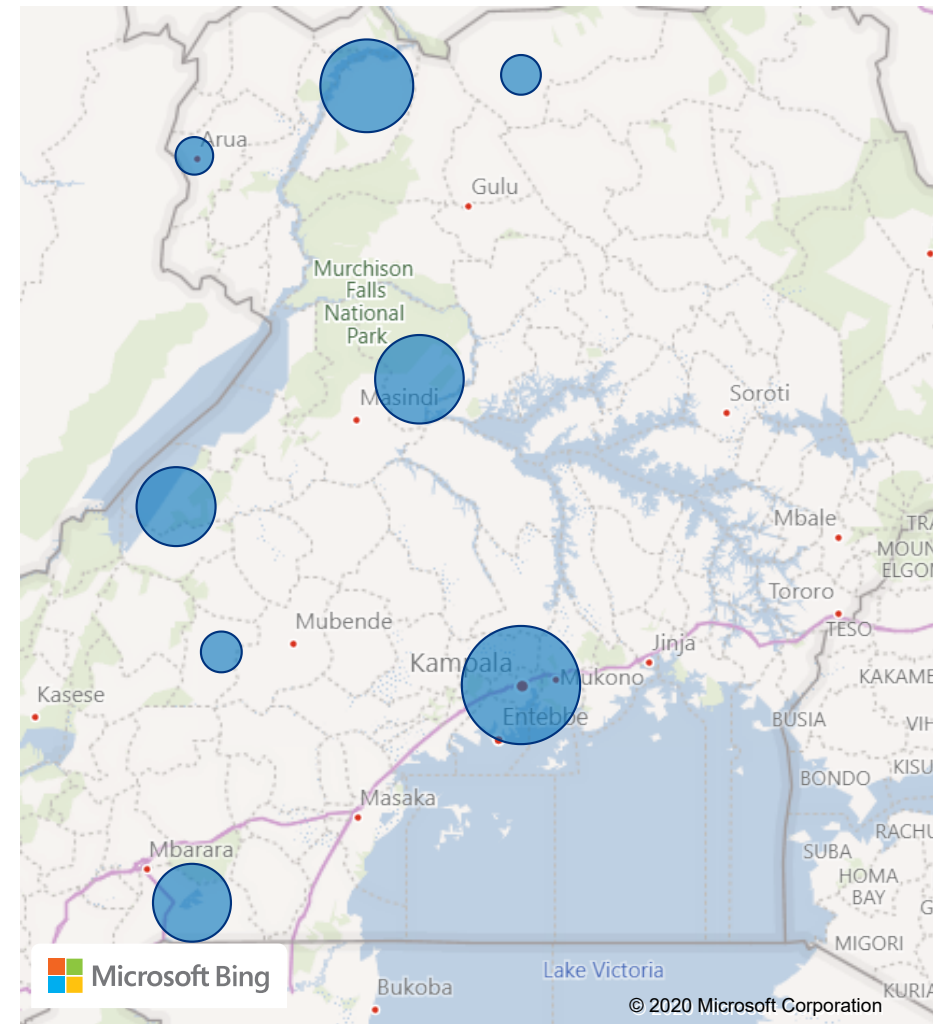 Arua
Gulu
Murchison
Falls
National
Park
Masindi
Soroti
Mbale
MOUN
ELGO
Tororo
TESO
Mubende
Jinja
Kampala
Mukono
KAKAME
Kasese
Entebbe
BUSIA
VIH
KISU
BONDO
Masaka
RACHU
Mbarara
SUBA
HOMA
BAY
MIGORI
Microsoft Bing
Lake Victoria
Bukoba
KURIA
© 2020 Microsoft Corporation